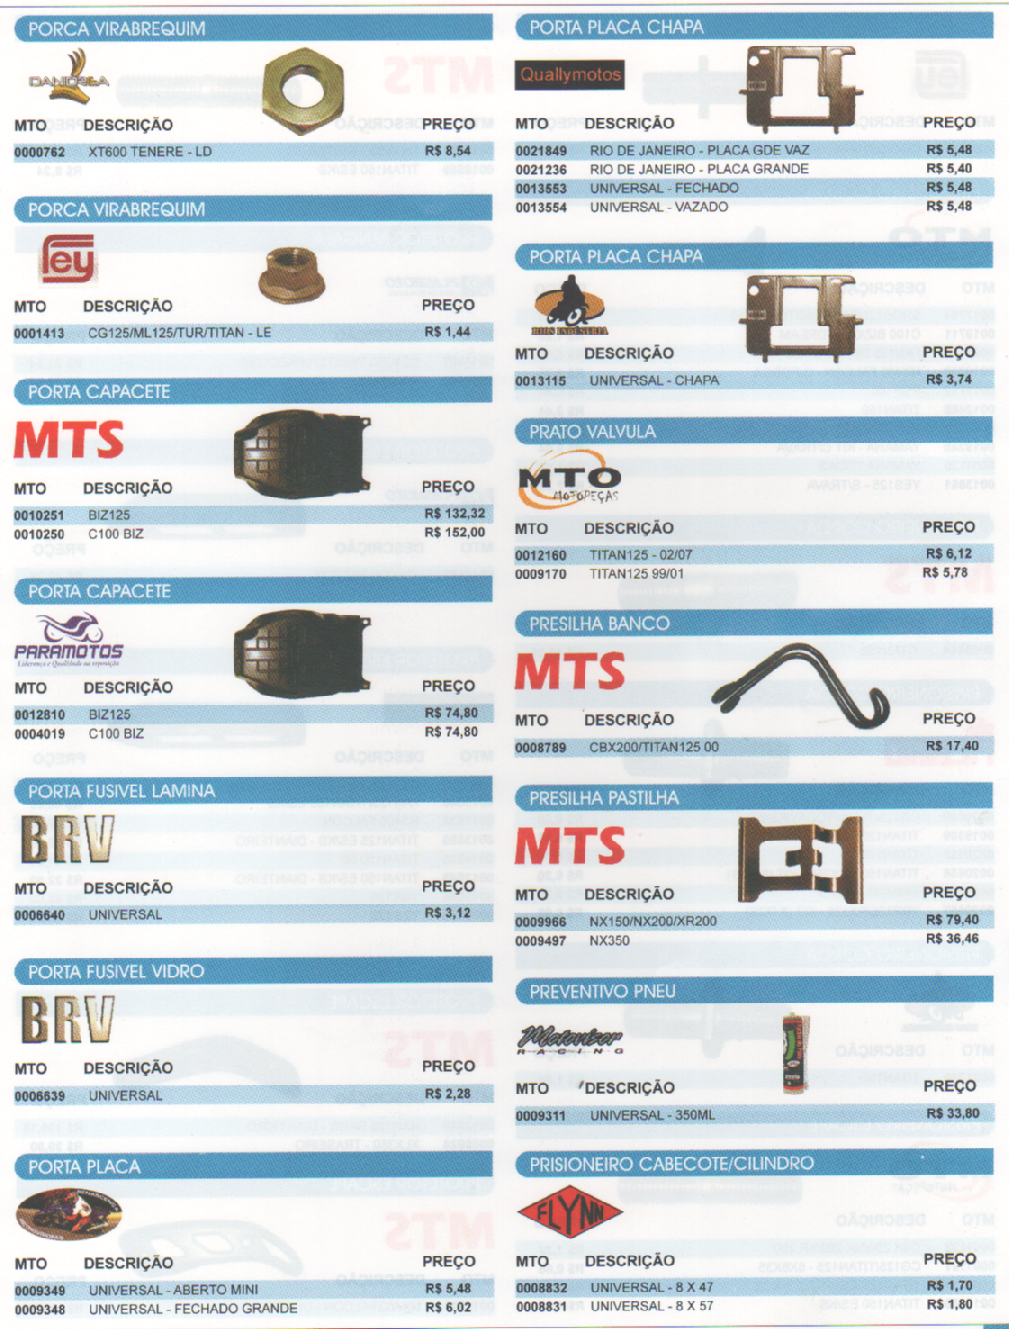 PORCA VIRABREQUIM
DANIDREA
MTO DESCRIÇÃO PREÇO
0000762 XT600 TENERE - LD R$ 8,54
PORCA VIRABREQUIM
Fey
MTO DESCRIÇÃO PREÇO
0001413 CG125/ML125/TUR/TITAN - LE R$ 1,44
PORTA CAPACETE
MTS
MTO DESCRIÇÃO PREÇO
0010251 BIZ125 R$ 132,32
0010250 C100 BIZ R$ 152,00
PORTA CAPACETE
PARAMOTOS
Liderança e Qualidade na reposição
MTO DESCRIÇÃO PREÇO
0012810 BIZ125 R$ 74,80
0004019 C100 BIZ R$ 74,80
PORTA FUSIVEL LAMINA
BRV
MTO DESCRIÇÃO PREÇO
0006640 UNIVERSAL R$ 3,12
PORTA FUSIVEL VIDRO
BRV
MTO DESCRIÇÃO PREÇO
0006639 UNIVERSAL R$ 2,28
PORTA PLACA
MTO DESCRIÇÃO PREÇO
0009349 UNIVERSAL - ABERTO MINI R$ 5,48
0009348 UNIVERSAL - FECHADO GRANDE R$ 6,02
PORTA PLACA CHAPA
Quallymotos
MTO DESCRIÇÃO PREÇO
0021849 RIO DE JANEIRO - PLACA GDE VAZ R$ 5,48
0021236 RIO DE JANEIRO - PLACA GRANDE R$ 5,40
0013553 UNIVERSAL - FECHADO R$ 5,48
0013554 UNIVERSAL - VAZADO R$ 5,48
PORTA PLACA CHAPA
RIOS INDÚSTRIA
MTO DESCRIÇÃO PREÇO
0013115 UNIVERSAL - CHAPA R$ 3,74
PRATO VALVULA
MTO
MOTOPEÇAS
MTO DESCRIÇÃO PREÇO
0012160 TITAN125 - 02/07 R$ 6,12
0009170 TITAN125 99/01 R$ 5,78
PRESILHA BANCO
MTS
MTO DESCRIÇÃO PREÇO
0008789 CBX200/TITAN125 00 R$ 17,40
PRESILHA PASTILHA
MTS
MTO DESCRIÇÃO PREÇO
0009966 NX150/NX200/XR200 R$ 79,40
0009497 NX350 R$ 36,46
PREVENTIVO PNEU
Motovisor
RACING
MTO DESCRIÇÃO PREÇO
0009311 UNIVERSAL - 350ML R$ 33,80
PRISIONEIRO CABECOTE/CILINDRO
FLYNN
MTO DESCRIÇÃO PREÇO
0008832 UNIVERSAL - 8 X 47 R$ 1,70
0008831 UNIVERSAL - 8 X 57 R$ 1,80